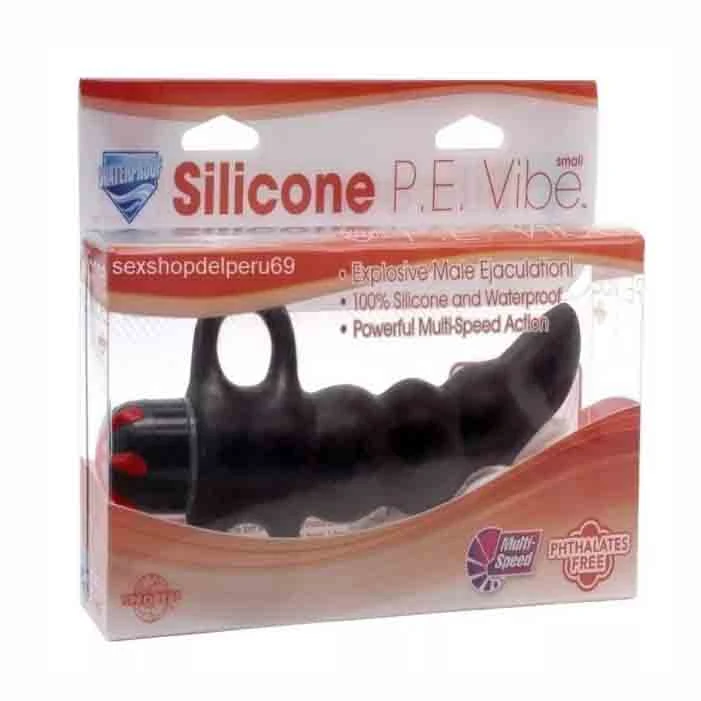 WATERPROOF
small
Silicone P.E. Vibe™
sexshopdelperu69
• Explosive Male Ejaculation!
• 100% Silicone and Waterproof
• Powerful Multi-Speed Action
Multi-
Speed
PHTHALATES
FREE